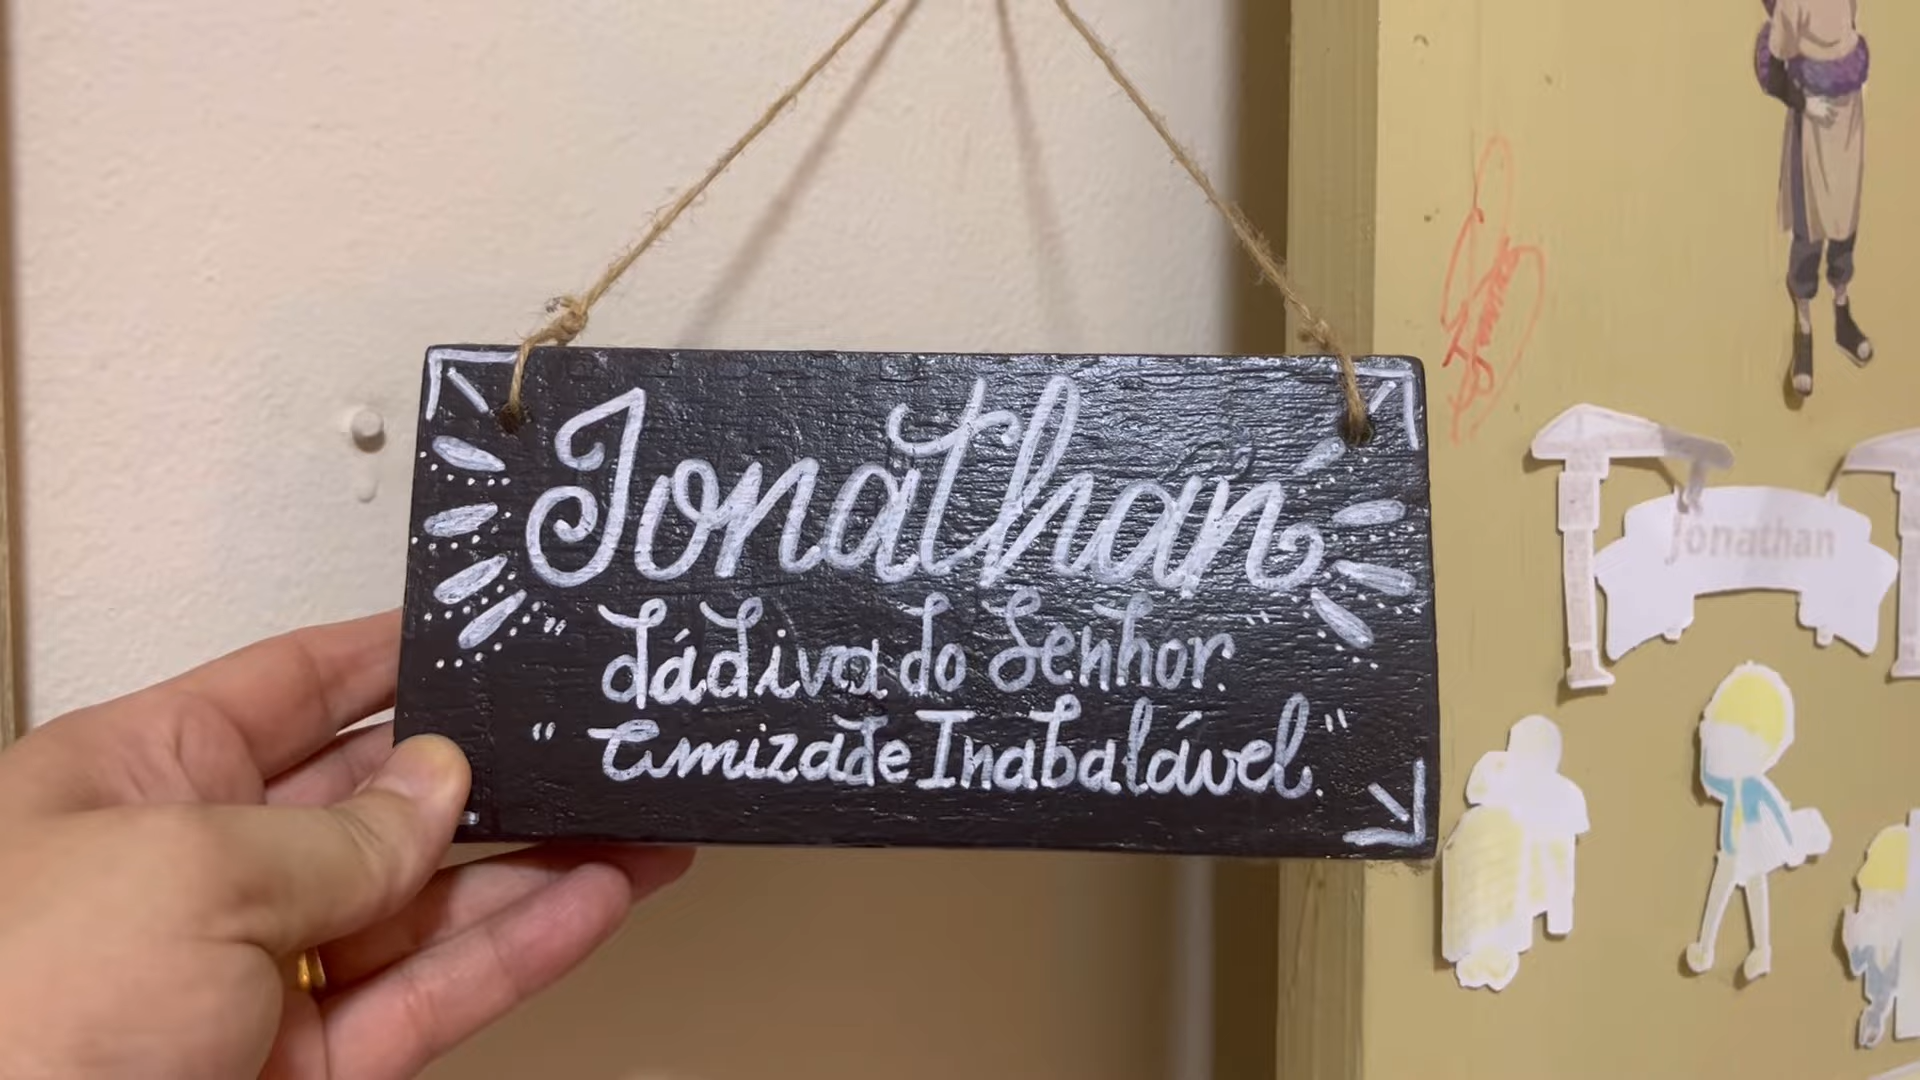 Jonathan
" Dádiva do Senhor. "
" Amizade Inabalável. "
Jonathan